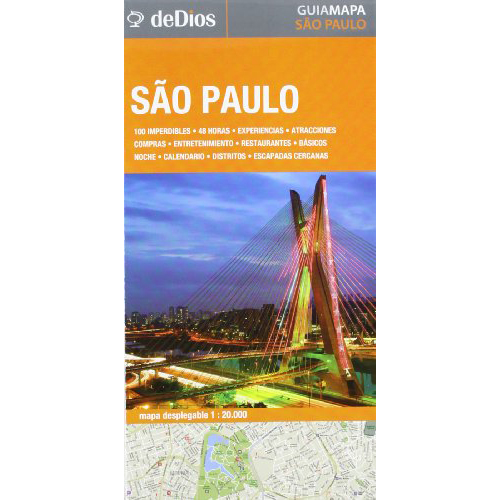 deDios
GUIAMAPA
SÃO PAULO
SÃO PAULO
100 IMPERDIBLES • 48 HORAS • EXPERIENCIAS • ATRACCIONES
COMPRAS • ENTRETENIMIENTO • RESTAURANTES • BÁSICOS
NOCHE • CALENDARIO • DISTRITOS • ESCAPADAS CERCANAS
mapa desplegable 1 : 20.000